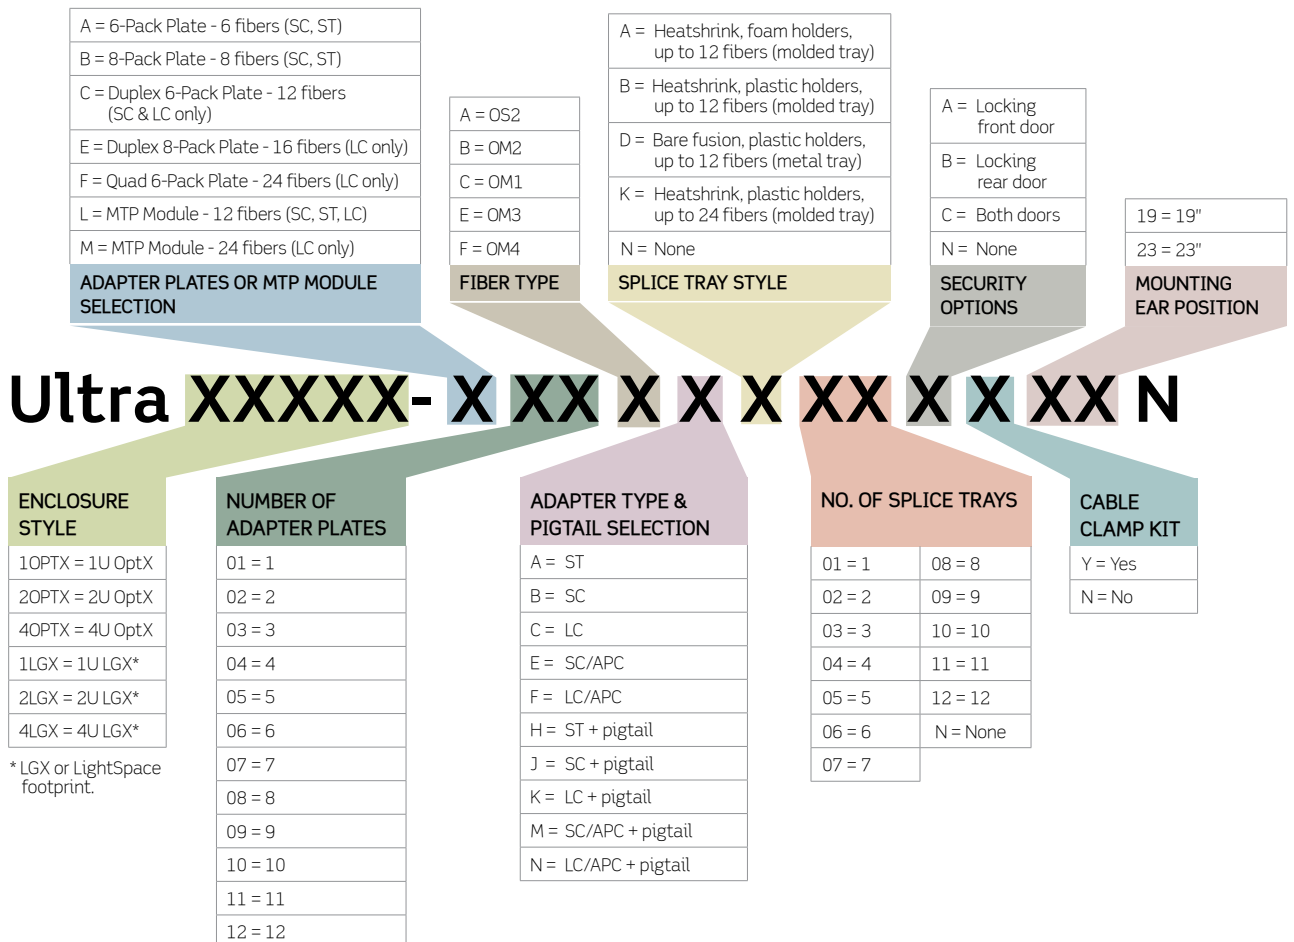 A = 6-Pack Plate - 6 fibers (SC, ST)
B = 8-Pack Plate - 8 fibers (SC, ST)
C = Duplex 6-Pack Plate - 12 fibers
(SC & LC only)
E = Duplex 8-Pack Plate - 16 fibers (LC only)
F = Quad 6-Pack Plate - 24 fibers (LC only)
L = MTP Module - 12 fibers (SC, ST, LC)
M = MTP Module - 24 fibers (LC only)
ADAPTER PLATES OR MTP MODULE
SELECTION
A = OS2
B = OM2
C = OM1
E = OM3
F = OM4
FIBER TYPE
A = Heatshrink, foam holders,
up to 12 fibers (molded tray)
B = Heatshrink, plastic holders,
up to 12 fibers (molded tray)
D = Bare fusion, plastic holders,
up to 12 fibers (metal tray)
K = Heatshrink, plastic holders,
up to 24 fibers (molded tray)
N = None
SPLICE TRAY STYLE
A = Locking
front door
B = Locking
rear door
C = Both doors
N = None
SECURITY
OPTIONS
19 = 19"
23 = 23"
MOUNTING
EAR POSITION
Ultra XXXXX- X XX X X X XX X X XX N
ENCLOSURE
STYLE
1OPTX = 1U OptX
2OPTX = 2U OptX
4OPTX = 4U OptX
1LGX = 1U LGX*
2LGX = 2U LGX*
4LGX = 4U LGX*
* LGX or LightSpace
footprint.
NUMBER OF
ADAPTER PLATES
01 = 1
02 = 2
03 = 3
04 = 4
05 = 5
06 = 6
07 = 7
08 = 8
09 = 9
10 = 10
11 = 11
12 = 12
ADAPTER TYPE &
PIGTAIL SELECTION
A = ST
B = SC
C = LC
E = SC/APC
F = LC/APC
H = ST + pigtail
J = SC + pigtail
K = LC + pigtail
M = SC/APC + pigtail
N = LC/APC + pigtail
NO. OF SPLICE TRAYS
01 = 1
02 = 2
03 = 3
04 = 4
05 = 5
06 = 6
07 = 7
08 = 8
09 = 9
10 = 10
11 = 11
12 = 12
N = None
CABLE
CLAMP KIT
Y = Yes
N = No